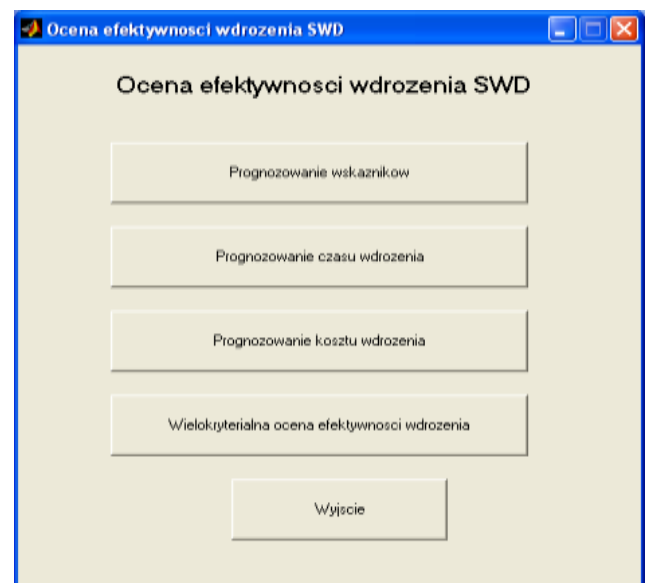 Ocena efektywnosci wdrozenia SWD
Ocena efektywnosci wdrozenia SWD
Prognozowanie wskaznikow
Prognozowanie czasu wdrozenia
Prognozowanie kosztu wdrozenia
Wielokryterialna ocena efektywnosci wdrozenia
Wyjscie